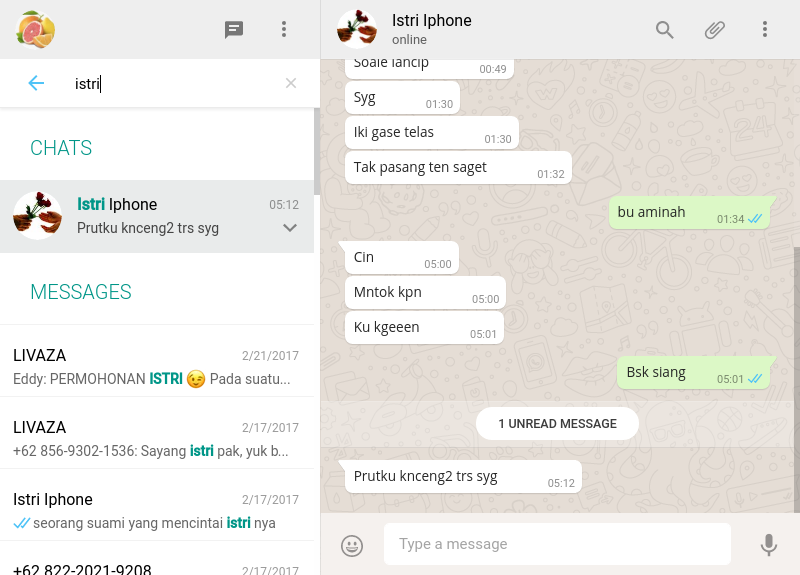 istri
CHATS
Istri Iphone 05:12
Prutku knceng2 trs syg
MESSAGES
LIVAZA 2/21/2017
Eddy: PERMOHONAN ISTRI 😉 Pada suatu...
LIVAZA 2/17/2017
+62 856-9302-1536: Sayang istri pak, yuk b...
Istri Iphone 2/17/2017
seorang suami yang mencintai istri nya
+62 822-2021-9208 2/17/2017
Istri Iphone
online
Soale lancip 00:49
Syg 01:30
Iki gase telas 01:30
Tak pasang ten saget 01:32
bu aminah 01:34
Cin 05:00
Mntok kpn 05:00
Ku kgeeen 05:01
Bsk siang 05:01
1 UNREAD MESSAGE
Prutku knceng2 trs syg 05:12
Type a message